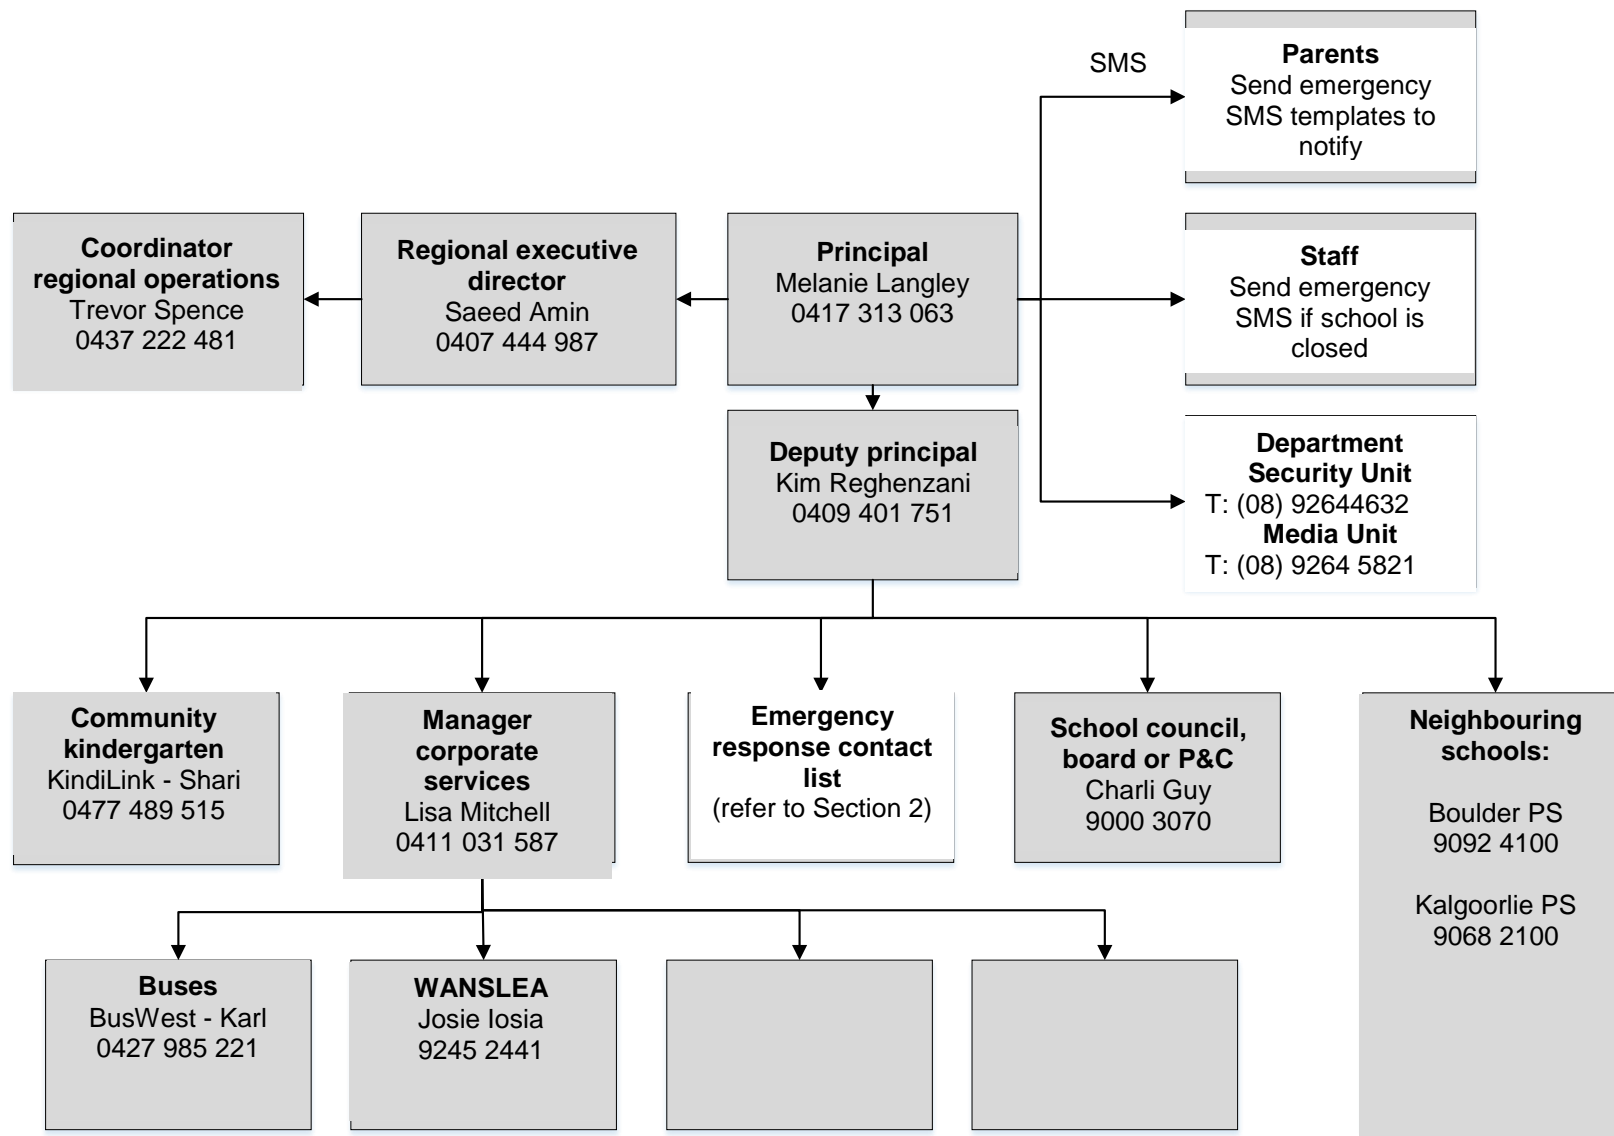 SMS
Parents
Send emergency
SMS templates to
notify
Coordinator
regional operations
Trevor Spence
0437 222 481
Regional executive
director
Saeed Amin
0407 444 987
Principal
Melanie Langley
0417 313 063
Staff
Send emergency
SMS if school is
closed
Deputy principal
Kim Reghenzani
0409 401 751
Department
Security Unit
T: (08) 92644632
Media Unit
T: (08) 9264 5821
Community
kindergarten
KindiLink - Shari
0477 489 515
Manager
corporate
services
Lisa Mitchell
0411 031 587
Emergency
response contact
list
(refer to Section 2)
School council,
board or P&C
Charli Guy
9000 3070
Neighbouring
schools:
Boulder PS
9092 4100
Kalgoorlie PS
9068 2100
Buses
BusWest - Karl
0427 985 221
WANSLEA
Josie Iosia
9245 2441